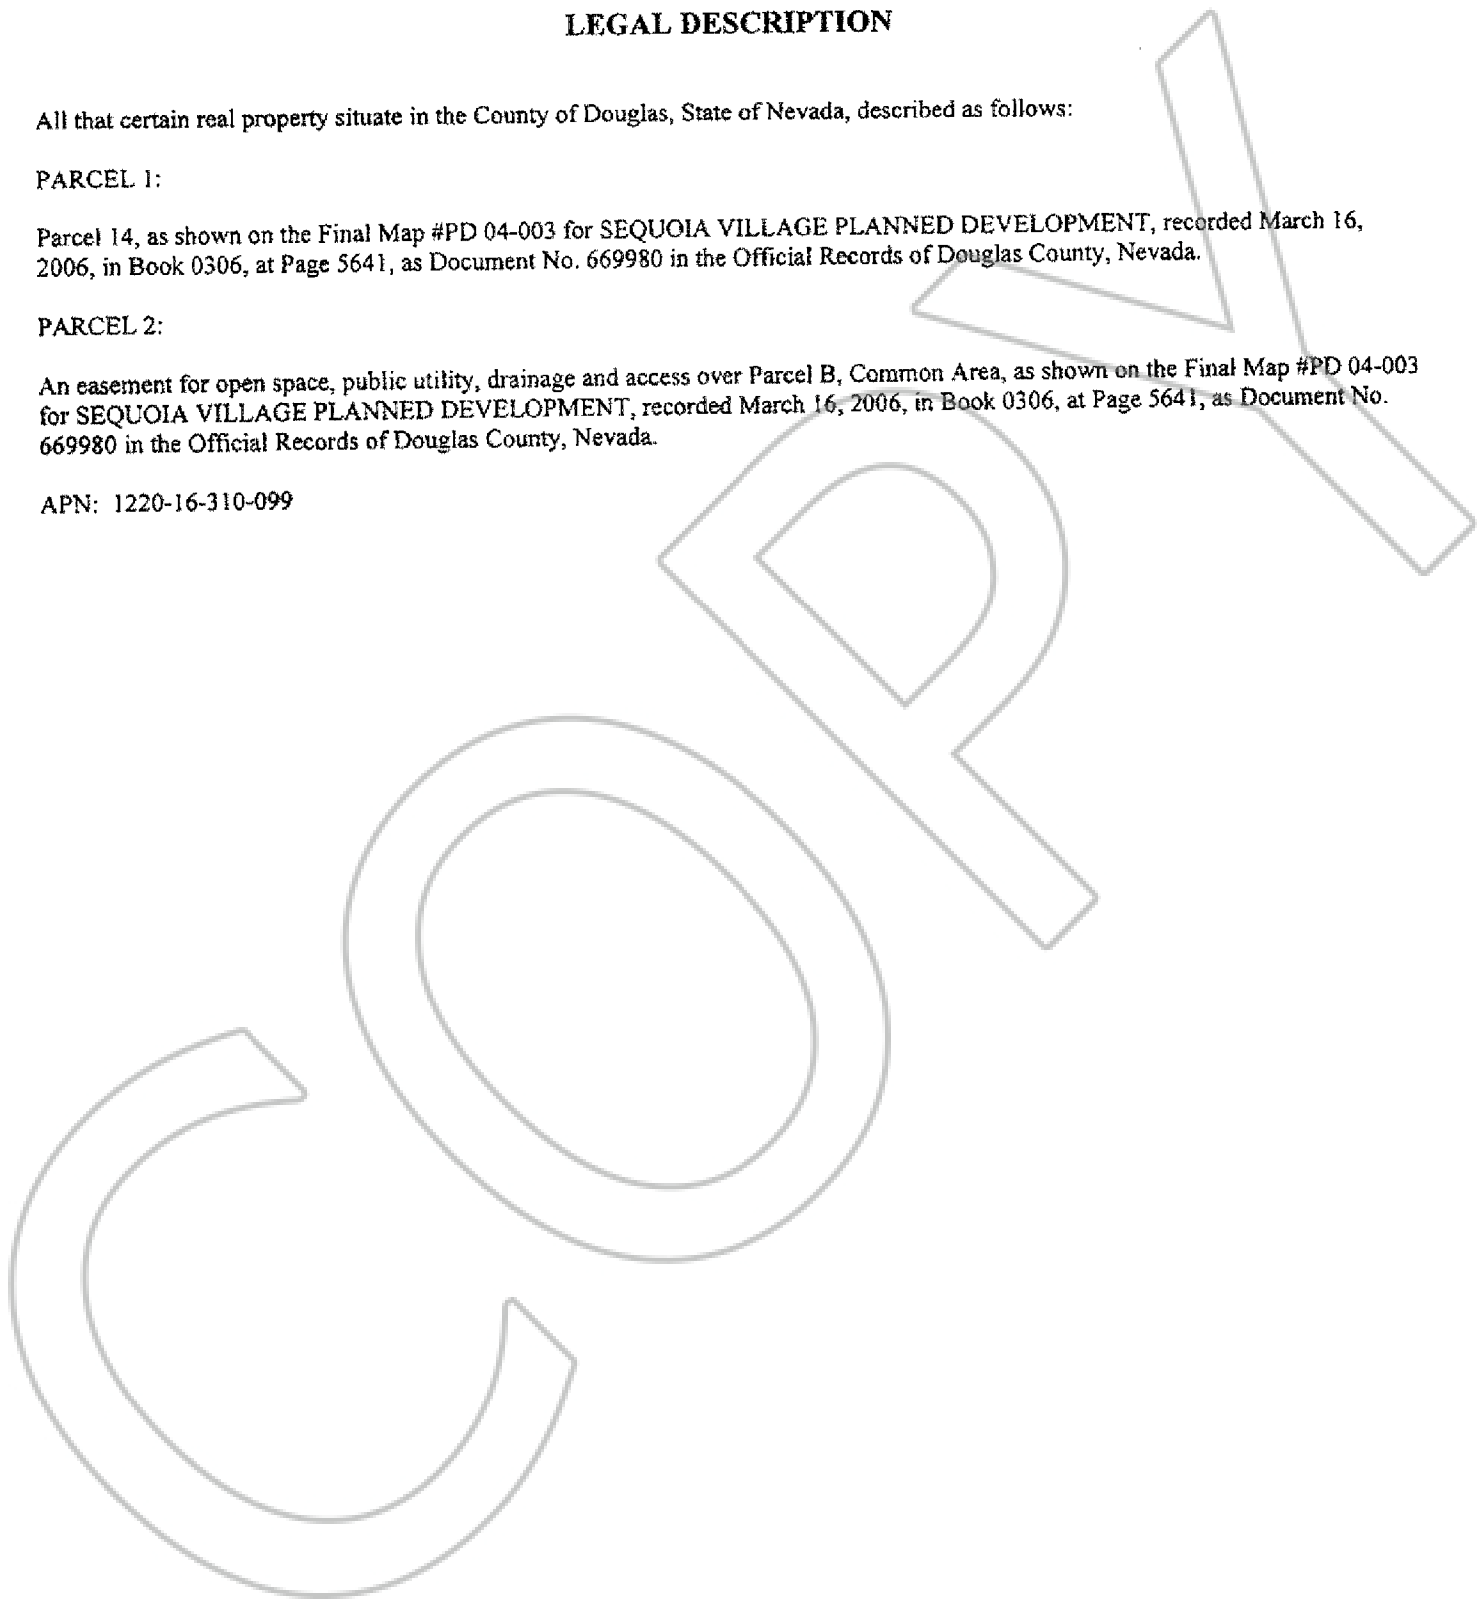 LEGAL DESCRIPTION
All that certain real property situate in the County of Douglas, State of Nevada, described as follows:
PARCEL 1:
Parcel 14, as shown on the Final Map #PD 04-003 for SEQUOIA VILLAGE PLANNED DEVELOPMENT, recorded March 16,
2006, in Book 0306, at Page 5641, as Document No. 669980 in the Official Records of Douglas County, Nevada.
PARCEL 2:
An easement for open space, public utility, drainage and access over Parcel B, Common Area, as shown on the Final Map #PD 04-003
for SEQUOIA VILLAGE PLANNED DEVELOPMENT, recorded March 16, 2006, in Book 0306, at Page 5641, as Document No.
669980 in the Official Records of Douglas County, Nevada.
APN: 1220-16-310-099
COPY